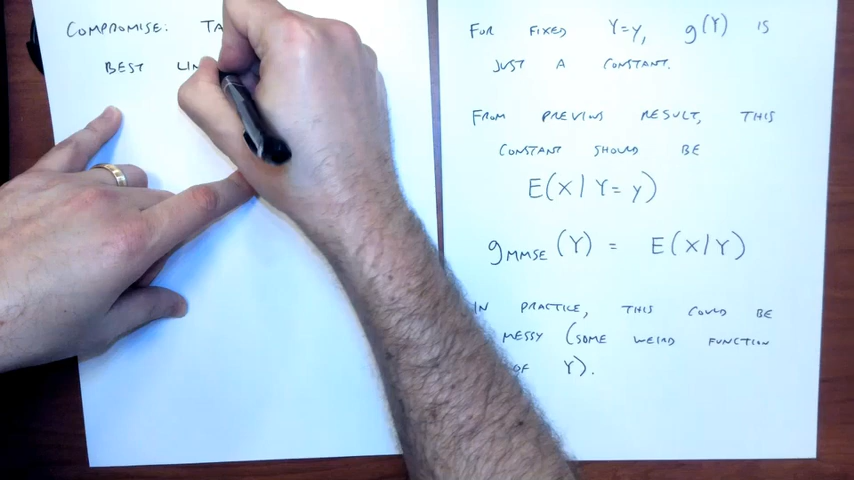 COMPROMISE: TA
BEST LIN
FOR FIXED Y=y, g(Y) IS
JUST A CONSTANT.
FROM PREVIOUS RESULT, THIS
CONSTANT SHOULD BE
E(X|Y=y)
gMMSE(Y) = E(X|Y)
IN PRACTICE, THIS COULD BE
MESSY (SOME WEIRD FUNCTION
OF Y).